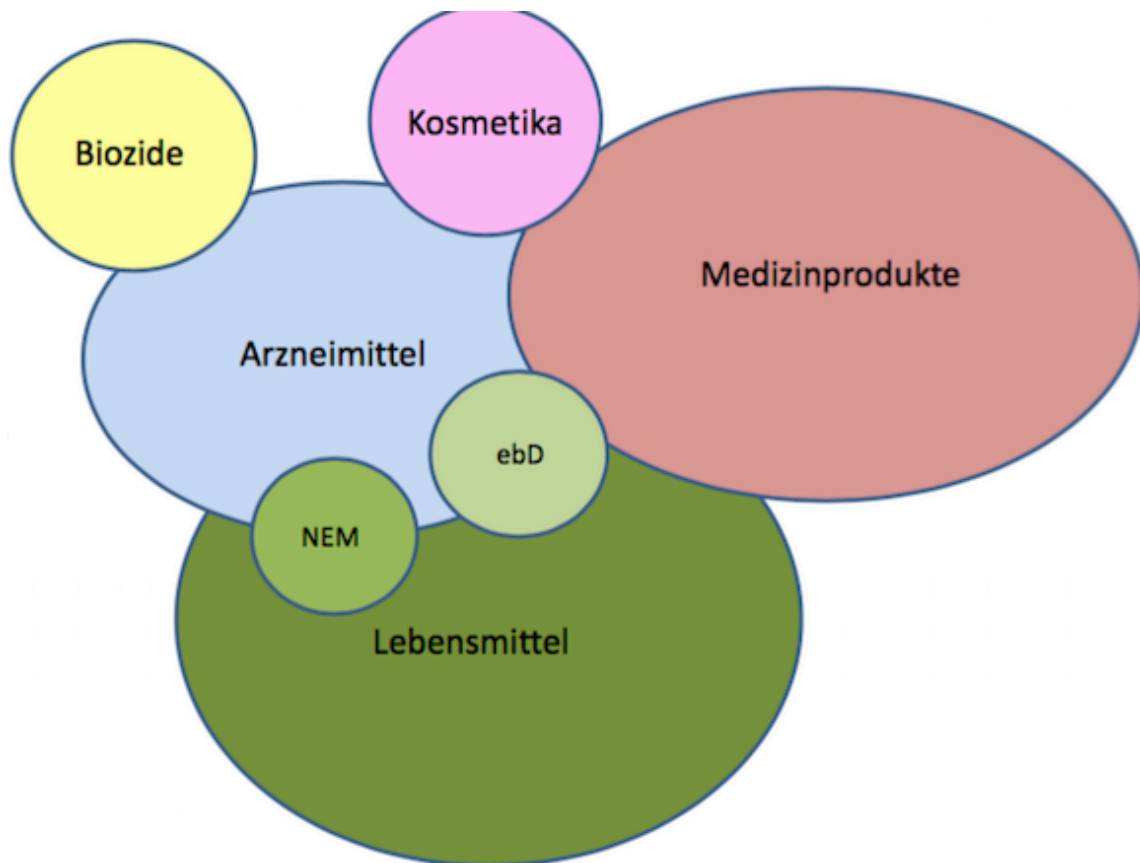 Kosmetika
Biozide
Medizinprodukte
Arzneimittel
ebD
NEM
Lebensmittel